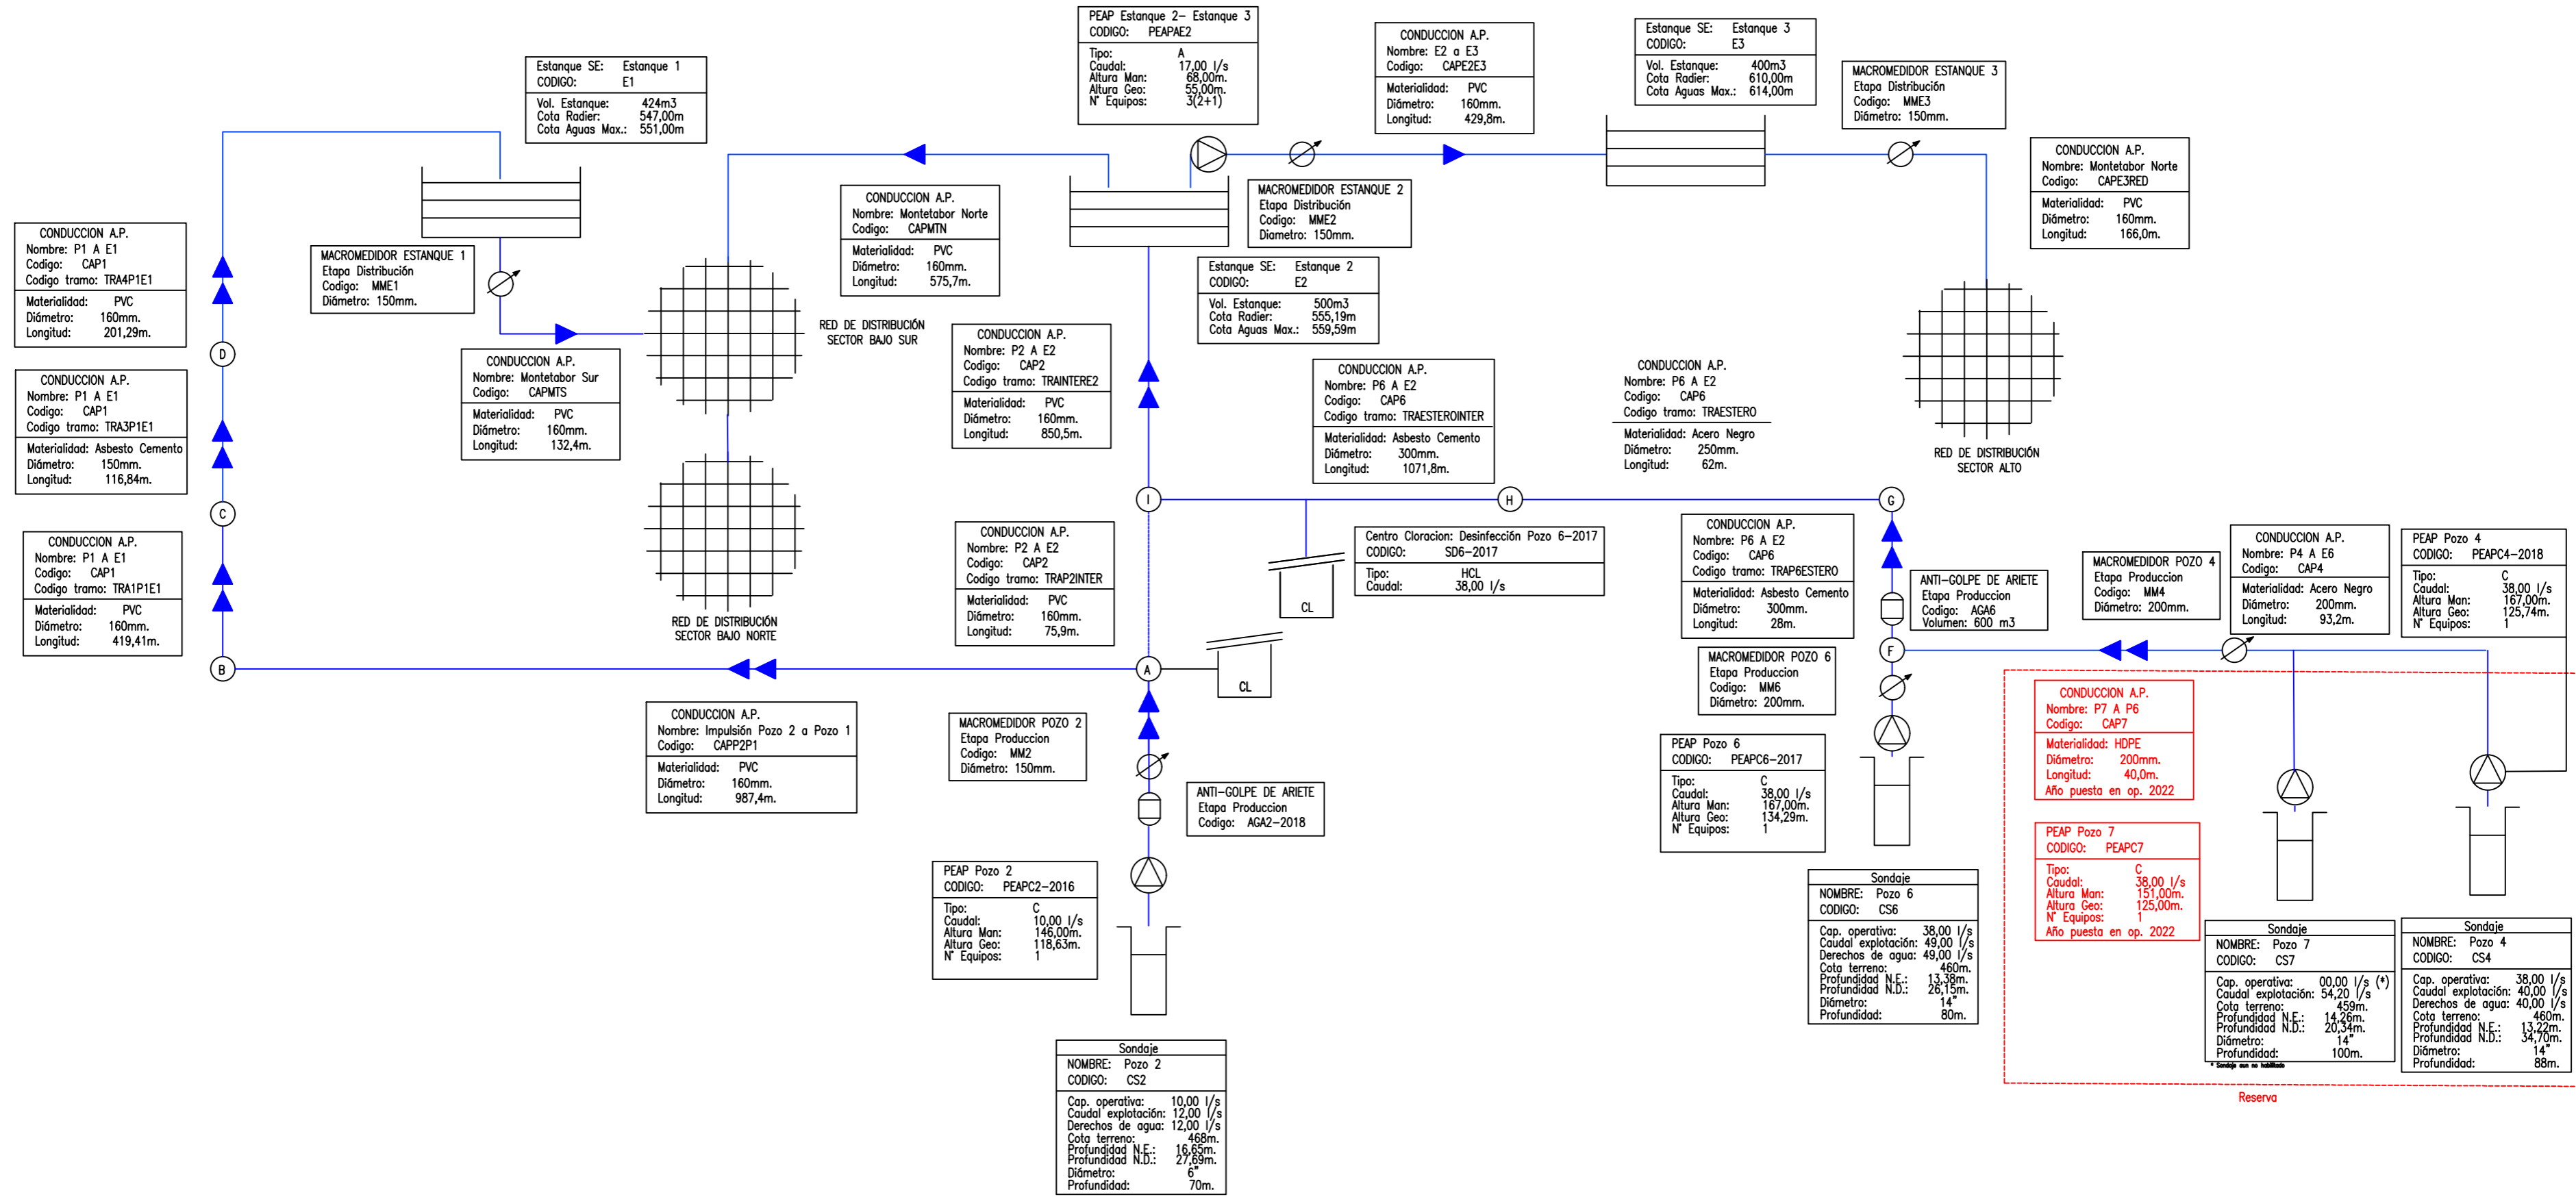 PEAP Estanque 2- Estanque 3
CODIGO: PEAPAE2
Tipo: A
Caudal: 17,00 l/s
Altura Man: 68,00m.
Altura Geo: 55,00m.
N° Equipos: 3(2+1)
CONDUCCION A.P.
Nombre: E2 a E3
Codigo: CAPE2E3
Materialidad: PVC
Diámetro: 160mm.
Longitud: 429,8m.
Estanque SE: Estanque 3
CODIGO: E3
Vol. Estanque: 400m3
Cota Radier: 610,00m
Cota Aguas Max.: 614,00m
MACROMEDIDOR ESTANQUE 3
Etapa Distribución
Codigo: MME3
Diámetro: 150mm.
Estanque SE: Estanque 1
CODIGO: E1
Vol. Estanque: 424m3
Cota Radier: 547,00m
Cota Aguas Max.: 551,00m
CONDUCCION A.P.
Nombre: Montetabor Norte
Codigo: CAPE3RED
Materialidad: PVC
Diámetro: 160mm.
Longitud: 166,0m.
CONDUCCION A.P.
Nombre: Montetabor Norte
Codigo: CAPMTN
Materialidad: PVC
Diámetro: 160mm.
Longitud: 575,7m.
MACROMEDIDOR ESTANQUE 2
Etapa Distribución
Codigo: MME2
Diametro: 150mm.
CONDUCCION A.P.
Nombre: P1 A E1
Codigo: CAP1
Codigo tramo: TRA4P1E1
Materialidad: PVC
Diámetro: 160mm.
Longitud: 201,29m.
MACROMEDIDOR ESTANQUE 1
Etapa Distribución
Codigo: MME1
Diámetro: 150mm.
Estanque SE: Estanque 2
CODIGO: E2
Vol. Estanque: 500m3
Cota Radier: 555,19m
Cota Aguas Max.: 559,59m
RED DE DISTRIBUCIÓN
SECTOR BAJO SUR
CONDUCCION A.P.
Nombre: P2 A E2
Codigo: CAP2
Codigo tramo: TRAINTERE2
Materialidad: PVC
Diámetro: 160mm.
Longitud: 850,5m.
D
CONDUCCION A.P.
Nombre: Montetabor Sur
Codigo: CAPMTS
Materialidad: PVC
Diámetro: 160mm.
Longitud: 132,4m.
CONDUCCION A.P.
Nombre: P6 A E2
Codigo: CAP6
Codigo tramo: TRAESTEROINTER
Materialidad: Asbesto Cemento
Diámetro: 300mm.
Longitud: 1071,8m.
CONDUCCION A.P.
Nombre: P6 A E2
Codigo: CAP6
Codigo tramo: TRAESTERO
Materialidad: Acero Negro
Diámetro: 250mm.
Longitud: 62m.
RED DE DISTRIBUCIÓN
SECTOR ALTO
CONDUCCION A.P.
Nombre: P1 A E1
Codigo: CAP1
Codigo tramo: TRA3P1E1
Materialidad: Asbesto Cemento
Diámetro: 150mm.
Longitud: 116,84m.
C
I
H
G
CONDUCCION A.P.
Nombre: P1 A E1
Codigo: CAP1
Codigo tramo: TRA1P1E1
Materialidad: PVC
Diámetro: 160mm.
Longitud: 419,41m.
RED DE DISTRIBUCIÓN
SECTOR BAJO NORTE
CONDUCCION A.P.
Nombre: P2 A E2
Codigo: CAP2
Codigo tramo: TRAP2INTER
Materialidad: PVC
Diámetro: 160mm.
Longitud: 75,9m.
Centro Cloracion: Desinfección Pozo 6-2017
CODIGO: SD6-2017
Tipo: HCL
Caudal: 38,00 l/s
CL
CONDUCCION A.P.
Nombre: P6 A E2
Codigo: CAP6
Codigo tramo: TRAP6ESTERO
Materialidad: Asbesto Cemento
Diámetro: 300mm.
Longitud: 28m.
ANTI-GOLPE DE ARIETE
Etapa Produccion
Codigo: AGA6
Volumen: 600 m3
MACROMEDIDOR POZO 4
Etapa Produccion
Codigo: MM4
Diámetro: 200mm.
CONDUCCION A.P.
Nombre: P4 A E6
Codigo: CAP4
Materialidad: Acero Negro
Diámetro: 200mm.
Longitud: 93,2m.
PEAP Pozo 4
CODIGO: PEAPC4-2018
Tipo: C
Caudal: 38,00 l/s
Altura Man: 167,00m.
Altura Geo: 125,74m.
N° Equipos: 1
B
A
CL
F
MACROMEDIDOR POZO 6
Etapa Produccion
Codigo: MM6
Diámetro: 200mm.
CONDUCCION A.P.
Nombre: Impulsión Pozo 2 a Pozo 1
Codigo: CAPP2P1
Materialidad: PVC
Diámetro: 160mm.
Longitud: 987,4m.
MACROMEDIDOR POZO 2
Etapa Produccion
Codigo: MM2
Diámetro: 150mm.
CONDUCCION A.P.
Nombre: P7 A P6
Codigo: CAP7
Materialidad: HDPE
Diámetro: 200mm.
Longitud: 40,0m.
Año puesta en op. 2022
PEAP Pozo 6
CODIGO: PEAPC6-2017
Tipo: C
Caudal: 38,00 l/s
Altura Man: 167,00m.
Altura Geo: 134,29m.
N° Equipos: 1
ANTI-GOLPE DE ARIETE
Etapa Produccion
Codigo: AGA2-2018
PEAP Pozo 7
CODIGO: PEAPC7
Tipo: C
Caudal: 38,00 l/s
Altura Man: 151,00m.
Altura Geo: 125,00m.
N° Equipos: 1
Año puesta en op. 2022
PEAP Pozo 2
CODIGO: PEAPC2-2016
Tipo: C
Caudal: 10,00 l/s
Altura Man: 146,00m.
Altura Geo: 118,63m.
N° Equipos: 1
Sondaje
NOMBRE: Pozo 6
CODIGO: CS6
Cap. operativa: 38,00 l/s
Caudal explotación: 49,00 l/s
Derechos de agua: 49,00 l/s
Cota terreno: 460m.
Profundidad N.E.: 13,38m.
Profundidad N.D.: 26,15m.
Diámetro: 14"
Profundidad: 80m.
Sondaje
NOMBRE: Pozo 7
CODIGO: CS7
Cap. operativa: 00,00 l/s (*)
Caudal explotación: 54,20 l/s
Cota terreno: 459m.
Profundidad N.E.: 14,26m.
Profundidad N.D.: 20,34m.
Diámetro: 14"
Profundidad: 100m.
* Sondaje aun no habilitado
Sondaje
NOMBRE: Pozo 4
CODIGO: CS4
Cap. operativa: 38,00 l/s
Caudal explotación: 40,00 l/s
Derechos de agua: 40,00 l/s
Cota terreno: 460m.
Profundidad N.E.: 13,22m.
Profundidad N.D.: 34,70m.
Diámetro: 14"
Profundidad: 88m.
Reserva
Sondaje
NOMBRE: Pozo 2
CODIGO: CS2
Cap. operativa: 10,00 l/s
Caudal explotación: 12,00 l/s
Derechos de agua: 12,00 l/s
Cota terreno: 468m.
Profundidad N.E.: 16,65m.
Profundidad N.D.: 27,69m.
Diámetro: 6"
Profundidad: 70m.